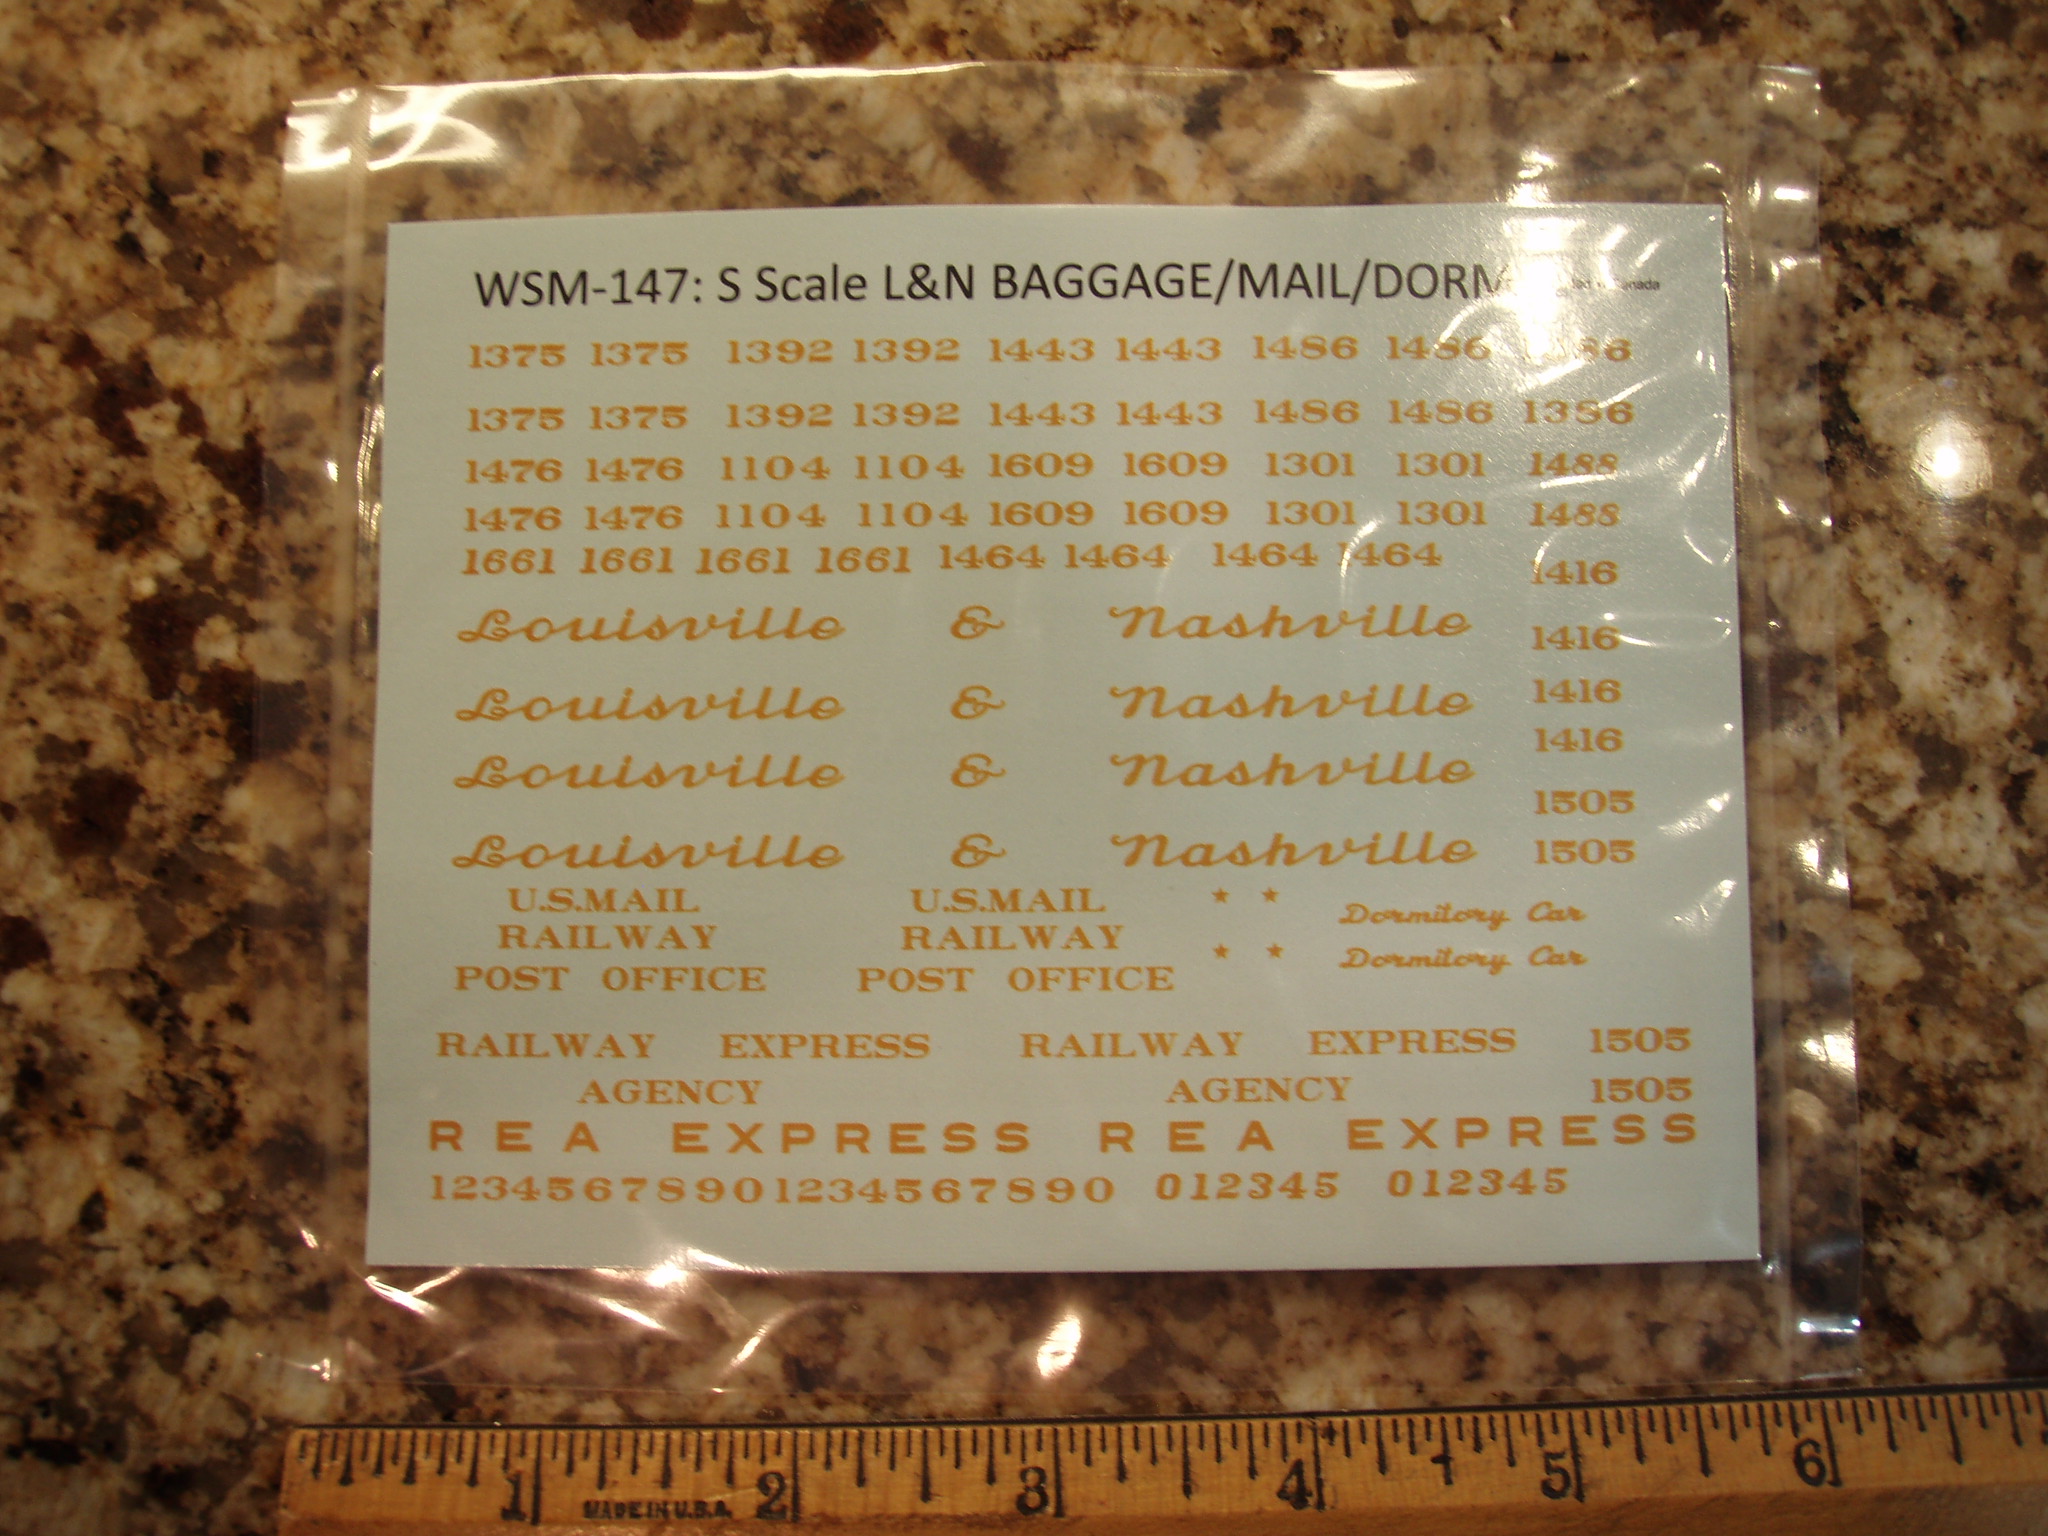 WSM-147: S Scale L&N BAGGAGE/MAIL/DORM
1375 1375 1392 1392 1443 1443 1486 1486
1375 1375 1392 1392 1443 1443 1486 1486 1386
1476 1476 1104 1104 1609 1609 1301 1301 1488
1476 1476 1104 1104 1609 1609 1301 1301 1488
1661 1661 1661 1661 1464 1464 1464 1464
1416
Louisville & Nashville
1416
Louisville & Nashville 1416
1416
Louisville & Nashville
1505
Louisville & Nashville 1505
U.S.MAIL U.S.MAIL ★ ★ Dormitory Car
RAILWAY RAILWAY
★ ★ Dormitory Car
POST OFFICE POST OFFICE
RAILWAY EXPRESS RAILWAY EXPRESS 1505
AGENCY AGENCY 1505
REA EXPRESS REA EXPRESS
12345678901234567890 012345 012345
1 2 3 4 5 6
MADE IN U.S.A.